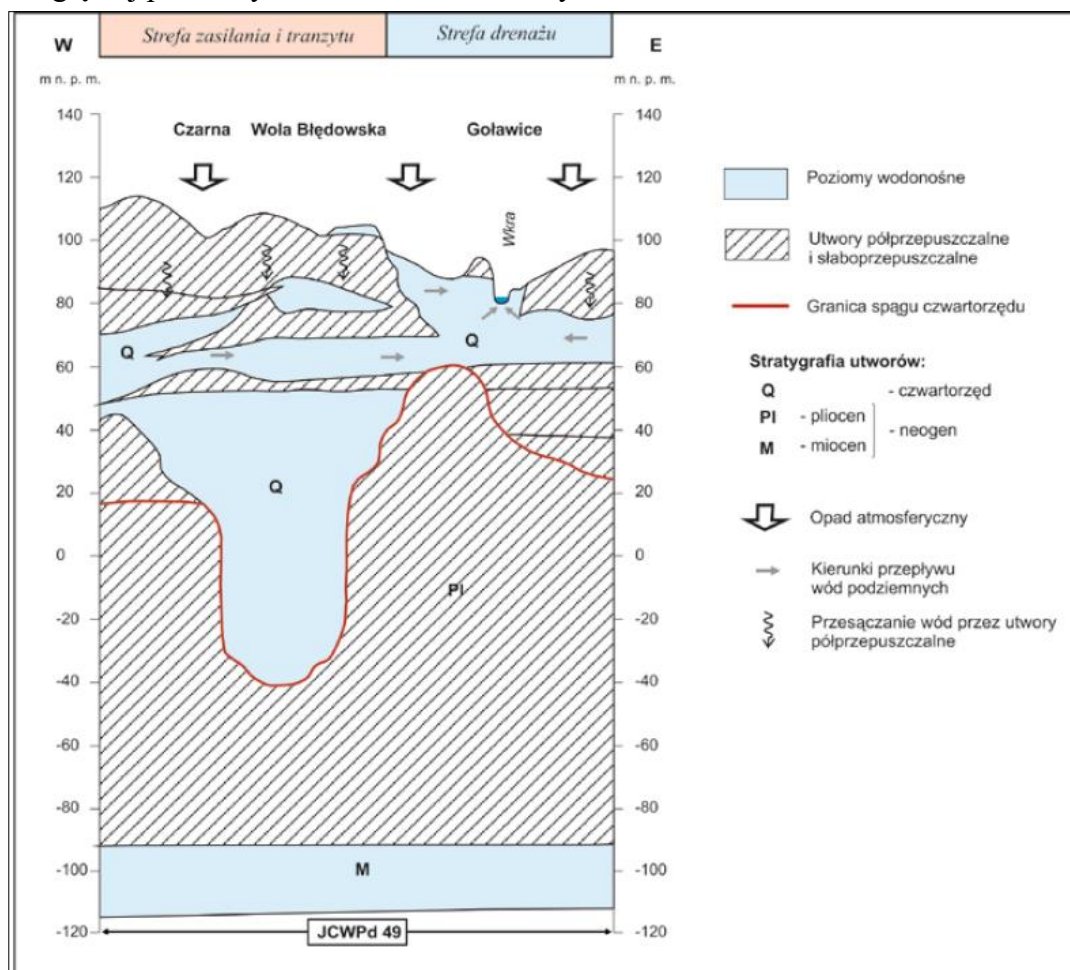 W
Strefa zasilania i tranzytu
Strefa drenażu
E
m n. p. m.
m n. p. m.
140
120
100
80
60
40
20
0
-20
-40
-60
-80
-100
-120
140
120
100
80
60
40
20
0
-20
-40
-60
-80
-100
-120
Czarna
Wola Błędowska
Goławice
Wkra
Q
Q
Q
Pl
M
JCWPd 49
Poziomy wodonośne
Utwory półprzepuszczalne
i słaboprzepuszczalne
Granica spągu czwartorzędu
Stratygrafia utworów:
Q - czwartorzęd
Pl - pliocen
M - miocen
- neogen
Opad atmosferyczny
Kierunki przepływu
wód podziemnych
Przesączanie wód przez utwory
półprzepuszczalne